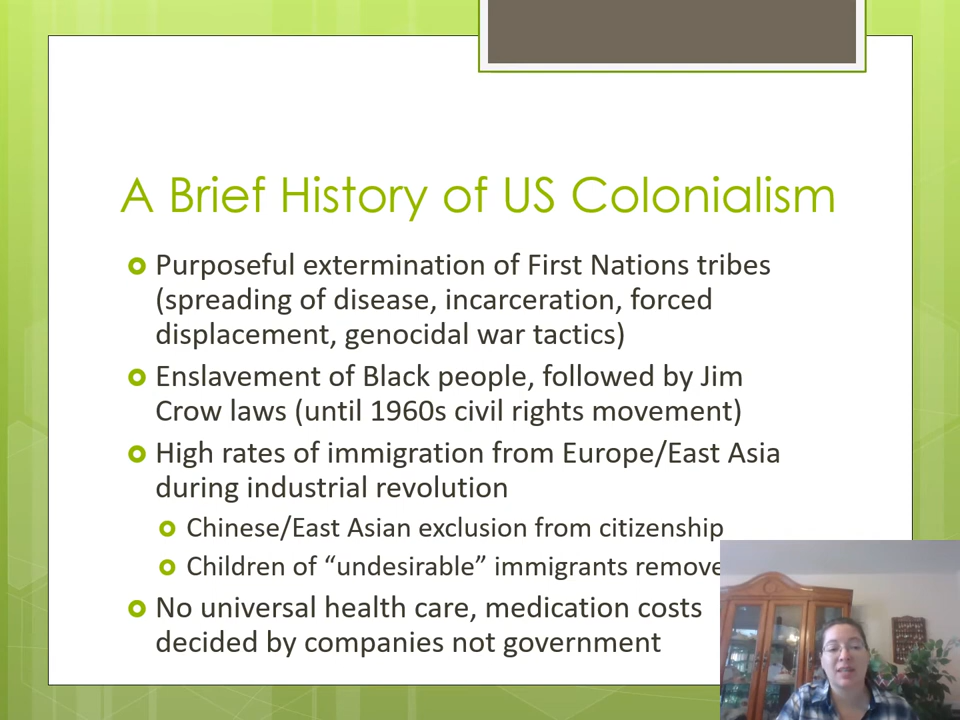 A Brief History of US Colonialism
Purposeful extermination of First Nations tribes
(spreading of disease, incarceration, forced
displacement, genocidal war tactics)
Enslavement of Black people, followed by Jim
Crow laws (until 1960s civil rights movement)
High rates of immigration from Europe/East Asia
during industrial revolution
Chinese/East Asian exclusion from citizenship
Children of “undesirable” immigrants remove
No universal health care, medication costs
decided by companies not government